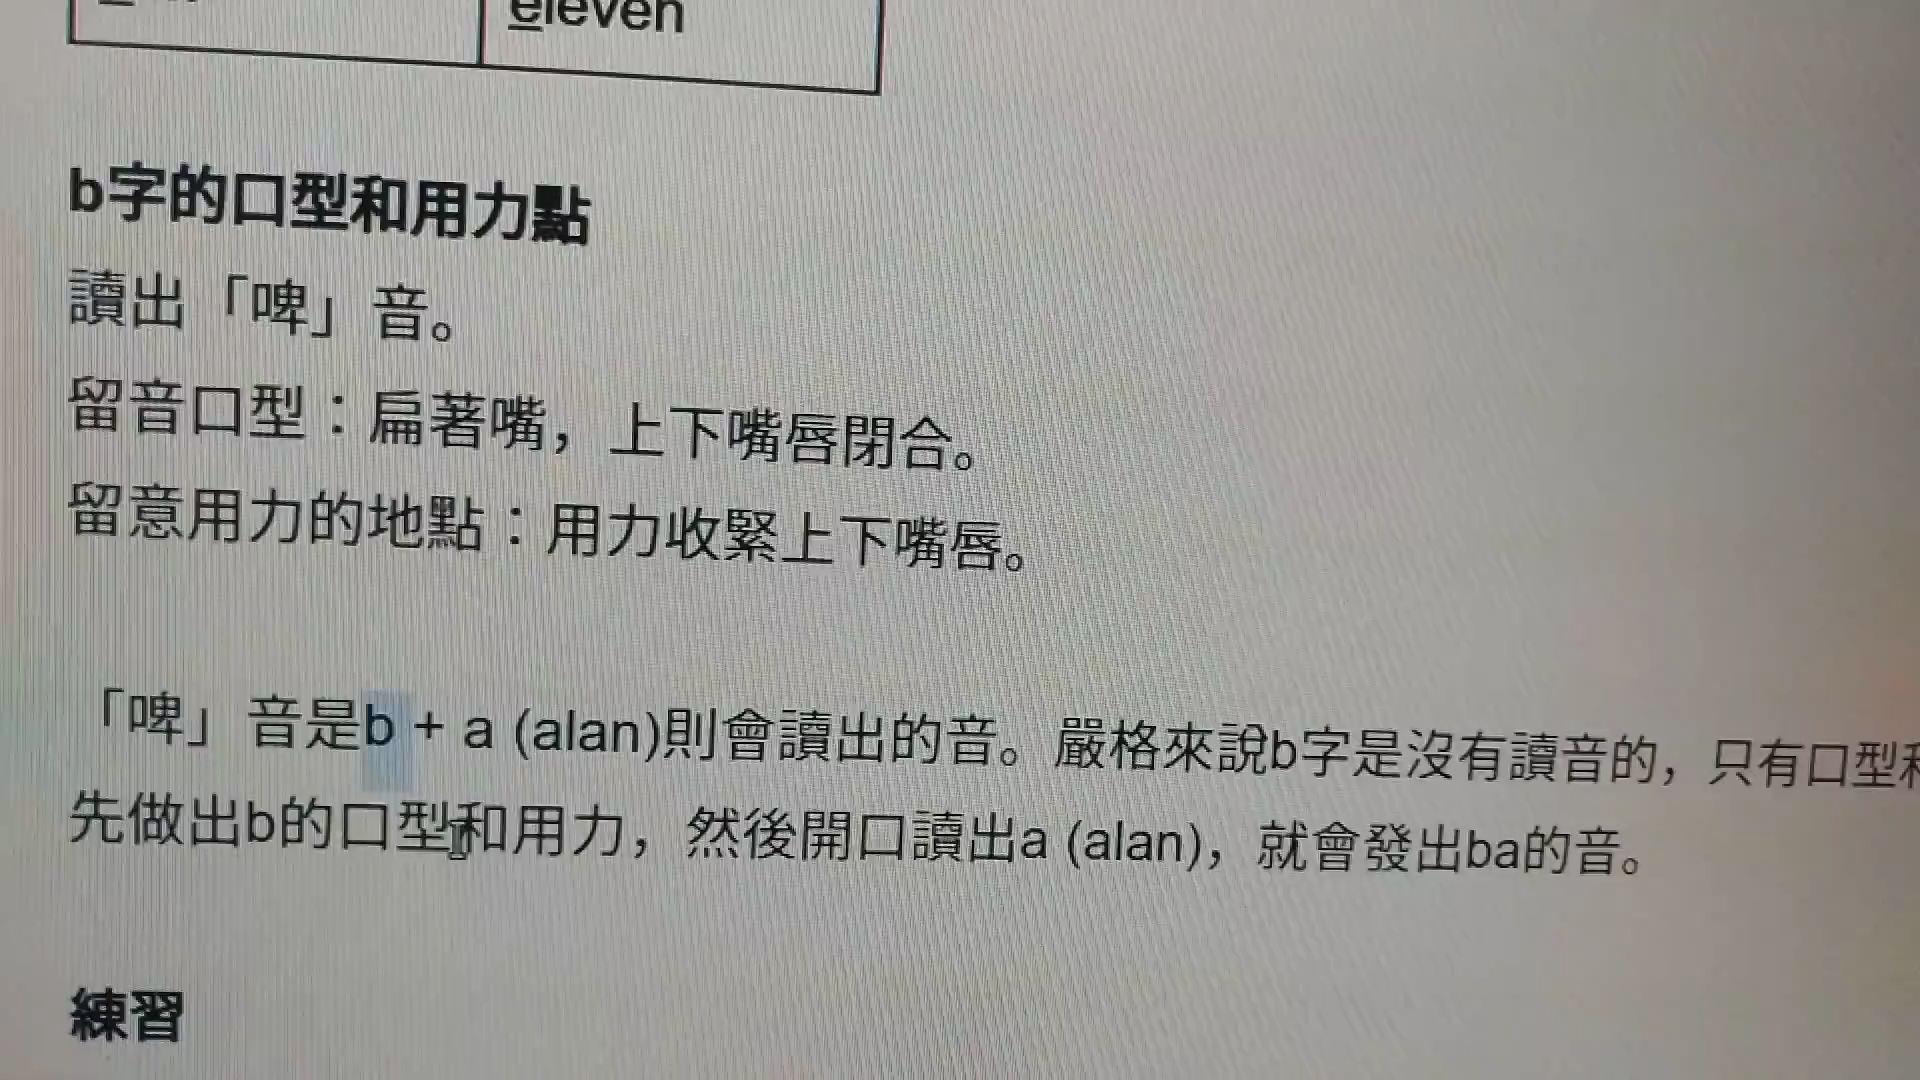 eleven
b字的口型和用力點
讀出「啤」音。
留音口型：扁著嘴，上下嘴唇閉合。
留意用力的地點：用力收緊上下嘴唇。
「啤」音是b + a (alan)則會讀出的音。嚴格來說b字是沒有讀音的，只有口型和
先做出b的口型和用力，然後開口讀出a (alan)，就會發出ba的音。
練習